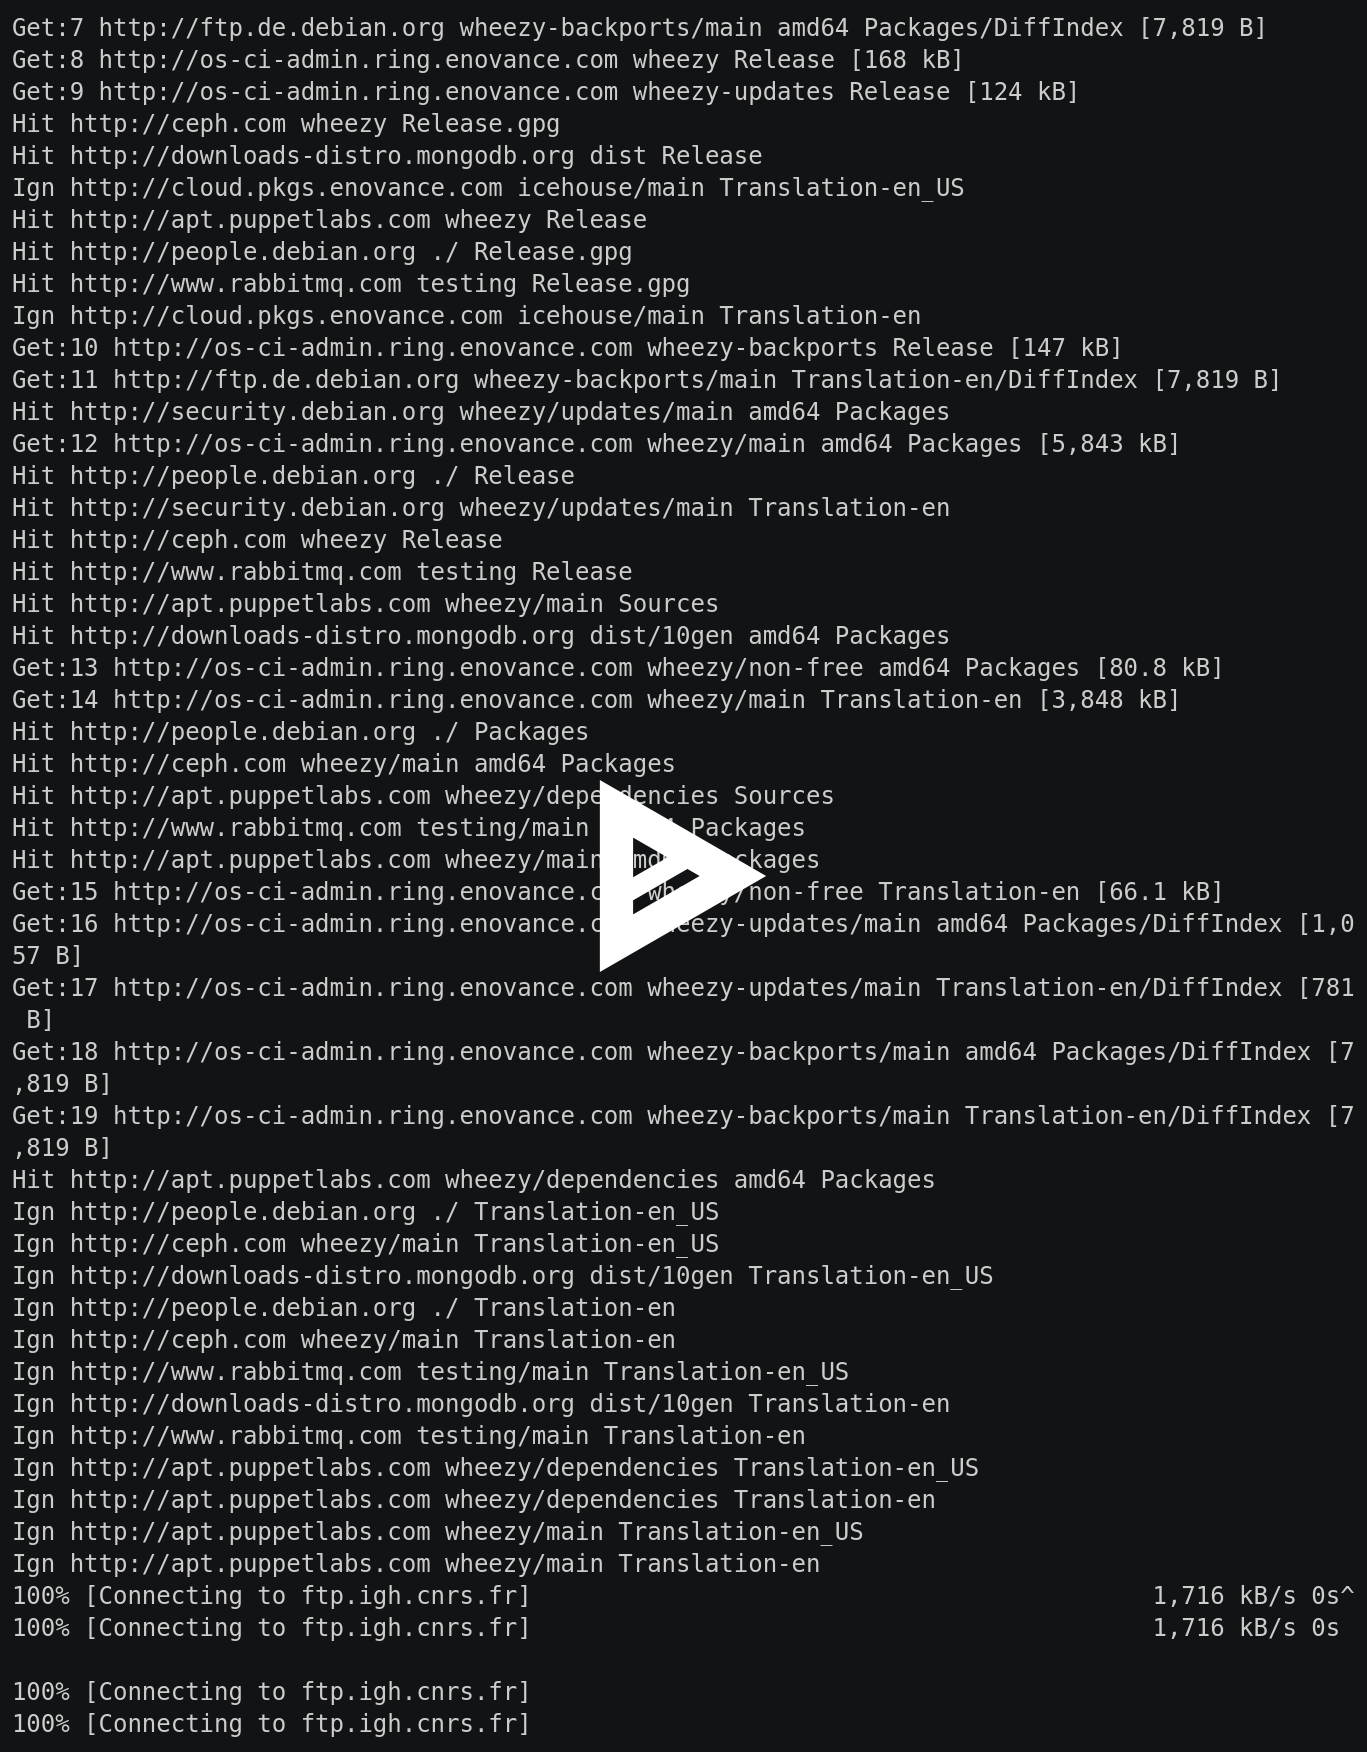 Get:7 http://ftp.de.debian.org wheezy-backports/main amd64 Packages/DiffIndex [7,819 B]
Get:8 http://os-ci-admin.ring.enovance.com wheezy Release [168 kB]
Get:9 http://os-ci-admin.ring.enovance.com wheezy-updates Release [124 kB]
Hit http://ceph.com wheezy Release.gpg
Hit http://downloads-distro.mongodb.org dist Release
Ign http://cloud.pkgs.enovance.com icehouse/main Translation-en_US
Hit http://apt.puppetlabs.com wheezy Release
Hit http://people.debian.org ./ Release.gpg
Hit http://www.rabbitmq.com testing Release.gpg
Ign http://cloud.pkgs.enovance.com icehouse/main Translation-en
Get:10 http://os-ci-admin.ring.enovance.com wheezy-backports Release [147 kB]
Get:11 http://ftp.de.debian.org wheezy-backports/main Translation-en/DiffIndex [7,819 B]
Hit http://security.debian.org wheezy/updates/main amd64 Packages
Get:12 http://os-ci-admin.ring.enovance.com wheezy/main amd64 Packages [5,843 kB]
Hit http://people.debian.org ./ Release
Hit http://security.debian.org wheezy/updates/main Translation-en
Hit http://ceph.com wheezy Release
Hit http://www.rabbitmq.com testing Release
Hit http://apt.puppetlabs.com wheezy/main Sources
Hit http://downloads-distro.mongodb.org dist/10gen amd64 Packages
Get:13 http://os-ci-admin.ring.enovance.com wheezy/non-free amd64 Packages [80.8 kB]
Get:14 http://os-ci-admin.ring.enovance.com wheezy/main Translation-en [3,848 kB]
Hit http://people.debian.org ./ Packages
Hit http://ceph.com wheezy/main amd64 Packages
Hit http://apt.puppetlabs.com wheezy/dependencies Sources
Hit http://www.rabbitmq.com testing/main Packages
Hit http://apt.puppetlabs.com wheezy/main amd64 Packages
Get:15 http://os-ci-admin.ring.enovance.com wheezy/non-free Translation-en [66.1 kB]
Get:16 http://os-ci-admin.ring.enovance.com wheezy-updates/main amd64 Packages/DiffIndex [1,0
57 B]
Get:17 http://os-ci-admin.ring.enovance.com wheezy-updates/main Translation-en/DiffIndex [781
 B]
Get:18 http://os-ci-admin.ring.enovance.com wheezy-backports/main amd64 Packages/DiffIndex [7
,819 B]
Get:19 http://os-ci-admin.ring.enovance.com wheezy-backports/main Translation-en/DiffIndex [7
,819 B]
Hit http://apt.puppetlabs.com wheezy/dependencies amd64 Packages
Ign http://people.debian.org ./ Translation-en_US
Ign http://ceph.com wheezy/main Translation-en_US
Ign http://downloads-distro.mongodb.org dist/10gen Translation-en_US
Ign http://people.debian.org ./ Translation-en
Ign http://ceph.com wheezy/main Translation-en
Ign http://www.rabbitmq.com testing/main Translation-en_US
Ign http://downloads-distro.mongodb.org dist/10gen Translation-en
Ign http://www.rabbitmq.com testing/main Translation-en
Ign http://apt.puppetlabs.com wheezy/dependencies Translation-en_US
Ign http://apt.puppetlabs.com wheezy/dependencies Translation-en
Ign http://apt.puppetlabs.com wheezy/main Translation-en_US
Ign http://apt.puppetlabs.com wheezy/main Translation-en
100% [Connecting to ftp.igh.cnrs.fr] 1,716 kB/s 0s^
100% [Connecting to ftp.igh.cnrs.fr] 1,716 kB/s 0s
100% [Connecting to ftp.igh.cnrs.fr]
100% [Connecting to ftp.igh.cnrs.fr]